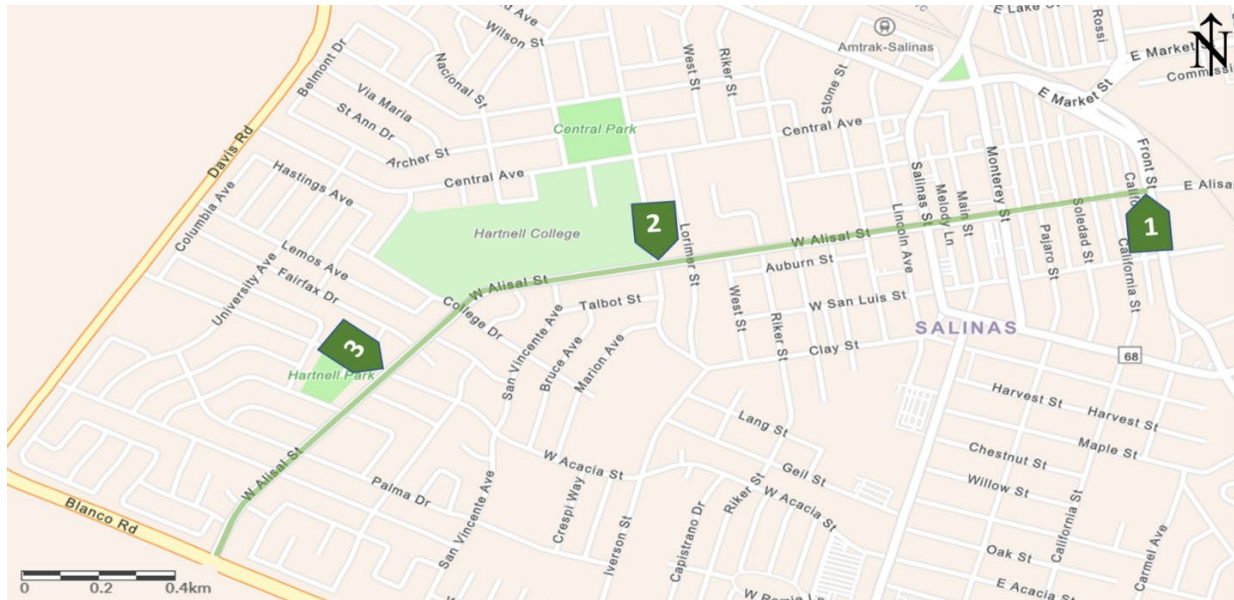 Wilson St
West St
Riker St
Amtrak-Salinas
E Lake St
Rossi
E Market St
Belmont Dr
Nacional St
Via Maria
St Ann Dr
Stone St
E Market St
N
Davis Rd
Archer St
Central Park
Central Ave
Central Ave
Hastings Ave
Columbia Ave
Salinas St
Melody Ln
Main St
Monterey St
Front St
E Alisal
Hartnell College
2
Lorimer St
W Alisal St
Lincoln Ave
Pajaro St
Soledad St
California St
1
Lemos Ave
Fairfax Dr
University Ave
College Dr
W Alisal St
Talbot St
Auburn St
West St
W San Luis St
Riker St
Clay St
SALINAS
68
3
Hartnell Park
San Vincente Ave
Bruce Ave
Marion Ave
Lang St
Harvest St
Harvest St
Maple St
W Alisal St
Palma Dr
W Acacia St
Geil St
Riker St
W Acacia St
Chestnut St
Willow St
California St
Blanco Rd
San Vincente Ave
Crespi Way
Iverson St
Capistrano Dr
Oak St
Carmel Ave
E Acacia St
0 0.2 0.4km